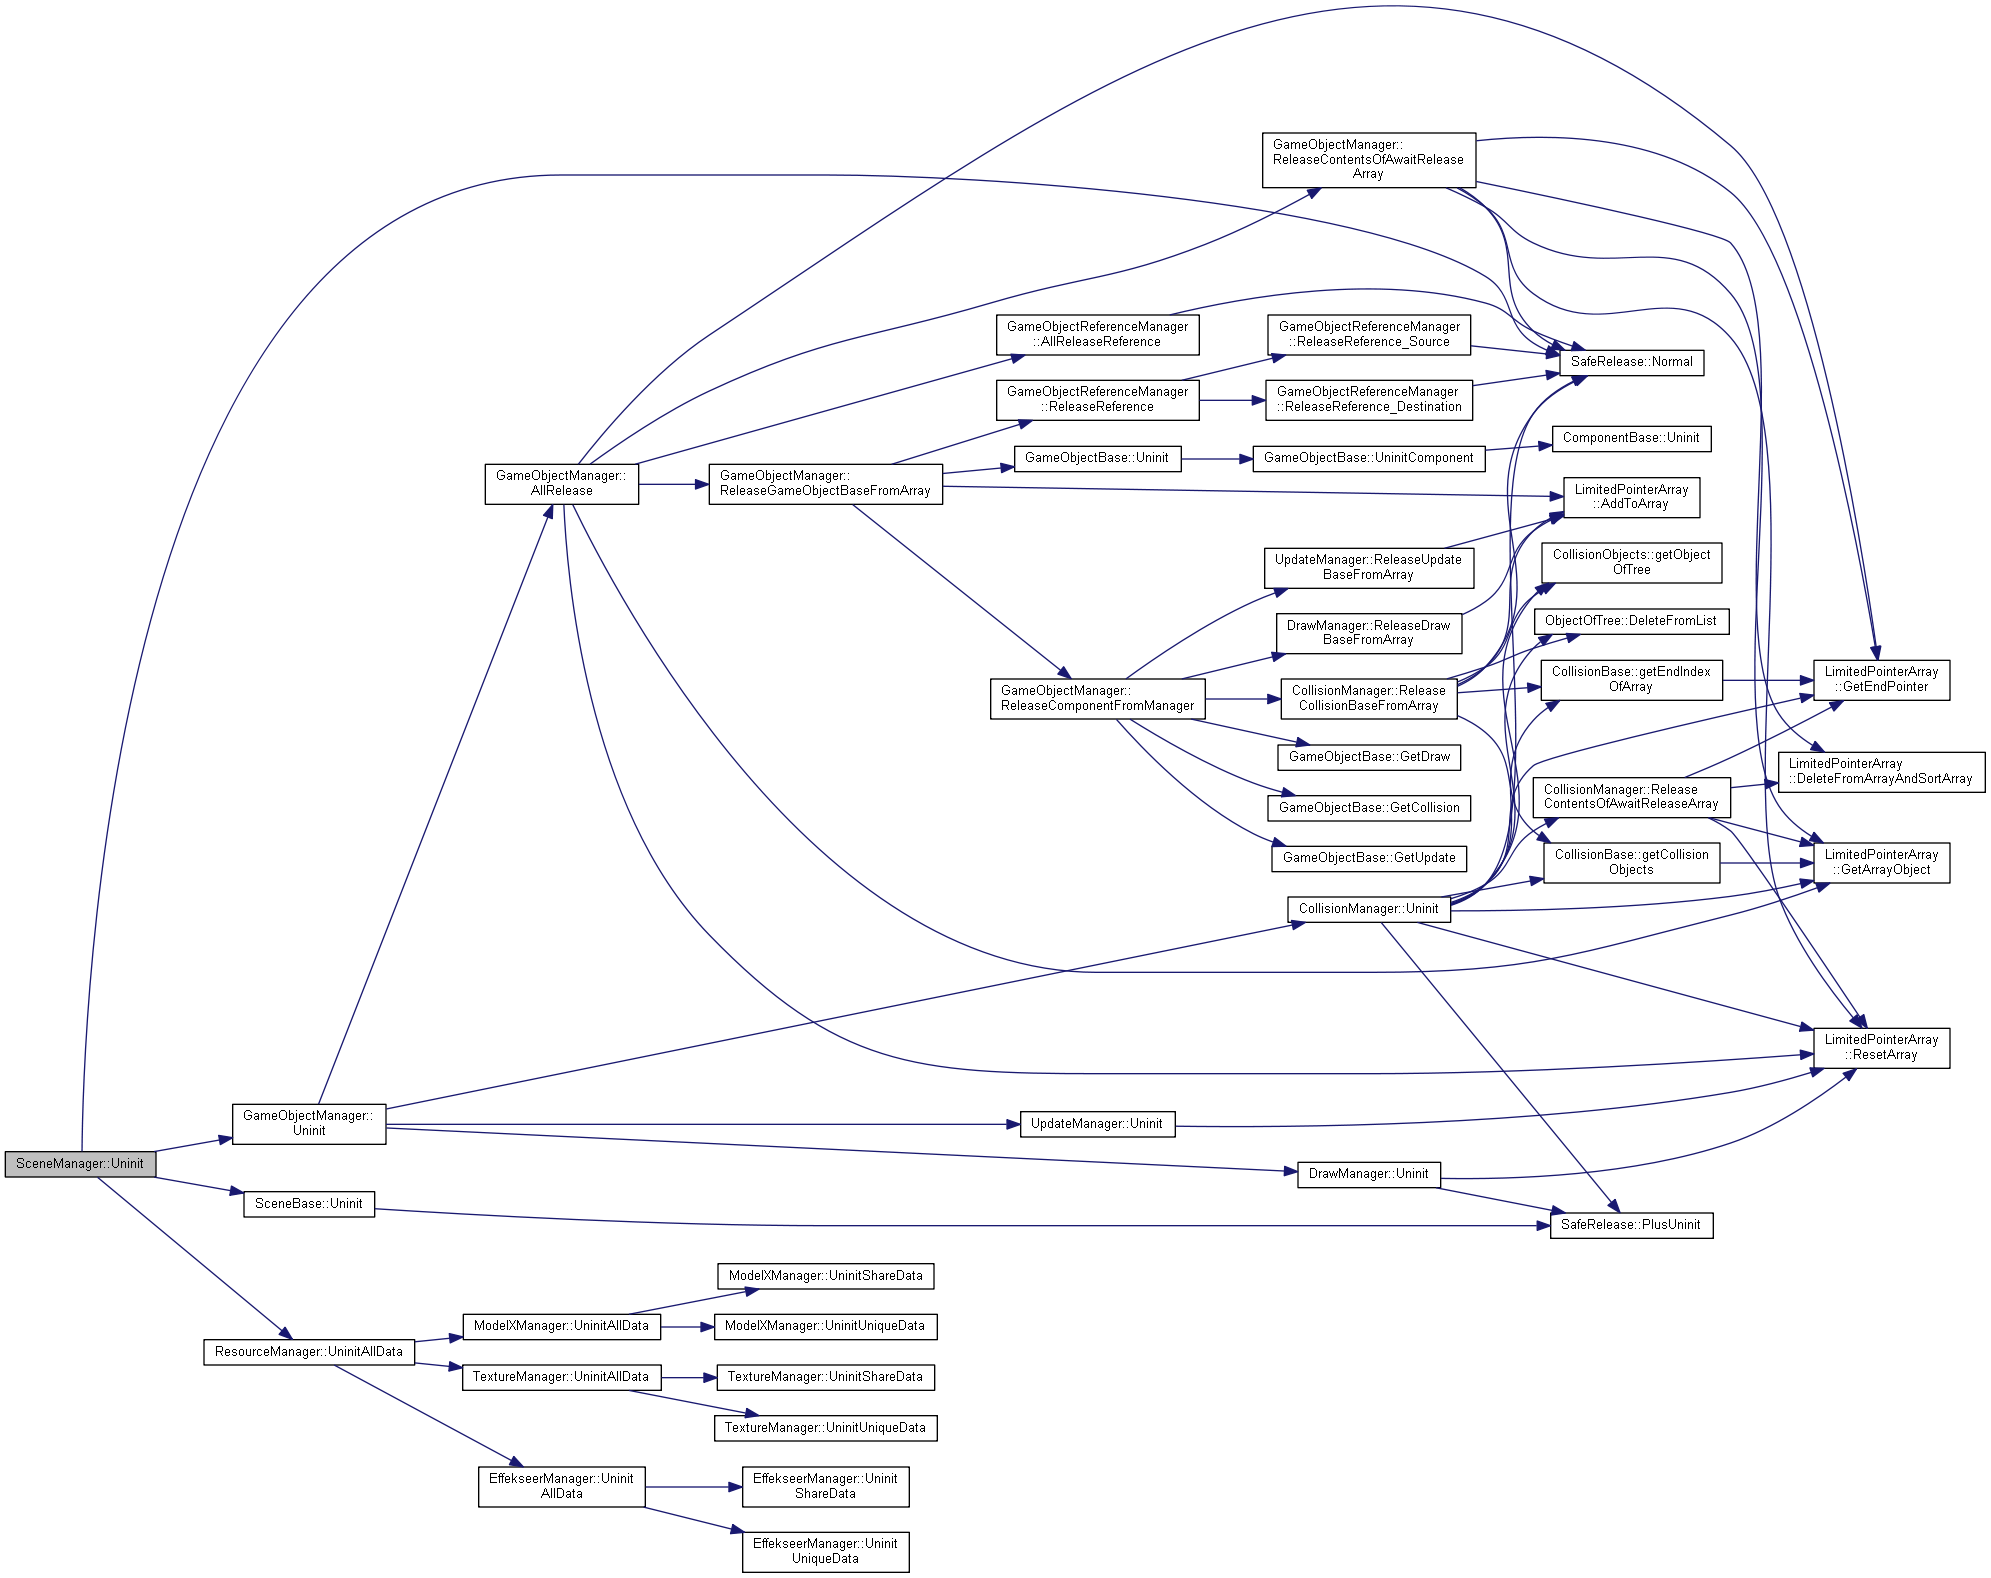 GameObjectManager::
ReleaseContentsOfAwaitRelease
Array
GameObjectReferenceManager
::AllReleaseReference
GameObjectReferenceManager
::ReleaseReference_Source
SafeRelease::Normal
GameObjectReferenceManager
::ReleaseReference
GameObjectReferenceManager
::ReleaseReference_Destination
ComponentBase::Uninit
GameObjectBase::Uninit
GameObjectBase::UninitComponent
GameObjectManager::
AllRelease
GameObjectManager::
ReleaseGameObjectBaseFromArray
LimitedPointerArray
::AddToArray
UpdateManager::ReleaseUpdate
BaseFromArray
CollisionObjects::getObject
OfTree
DrawManager::ReleaseDraw
BaseFromArray
ObjectOfTree::DeleteFromList
GameObjectManager::
ReleaseComponentFromManager
CollisionManager::Release
CollisionBaseFromArray
CollisionBase::getEndIndex
OfArray
LimitedPointerArray
::GetEndPointer
GameObjectBase::GetDraw
LimitedPointerArray
::DeleteFromArrayAndSortArray
GameObjectBase::GetCollision
CollisionManager::Release
ContentsOfAwaitReleaseArray
GameObjectBase::GetUpdate
CollisionBase::getCollision
Objects
LimitedPointerArray
::GetArrayObject
CollisionManager::Uninit
LimitedPointerArray
::ResetArray
GameObjectManager::
Uninit
UpdateManager::Uninit
SceneManager::Uninit
DrawManager::Uninit
SceneBase::Uninit
SafeRelease::PlusUninit
ModelXManager::UninitShareData
ModelXManager::UninitAllData
ModelXManager::UninitUniqueData
ResourceManager::UninitAllData
TextureManager::UninitAllData
TextureManager::UninitShareData
TextureManager::UninitUniqueData
EffekseerManager::Uninit
AllData
EffekseerManager::Uninit
ShareData
EffekseerManager::Uninit
UniqueData